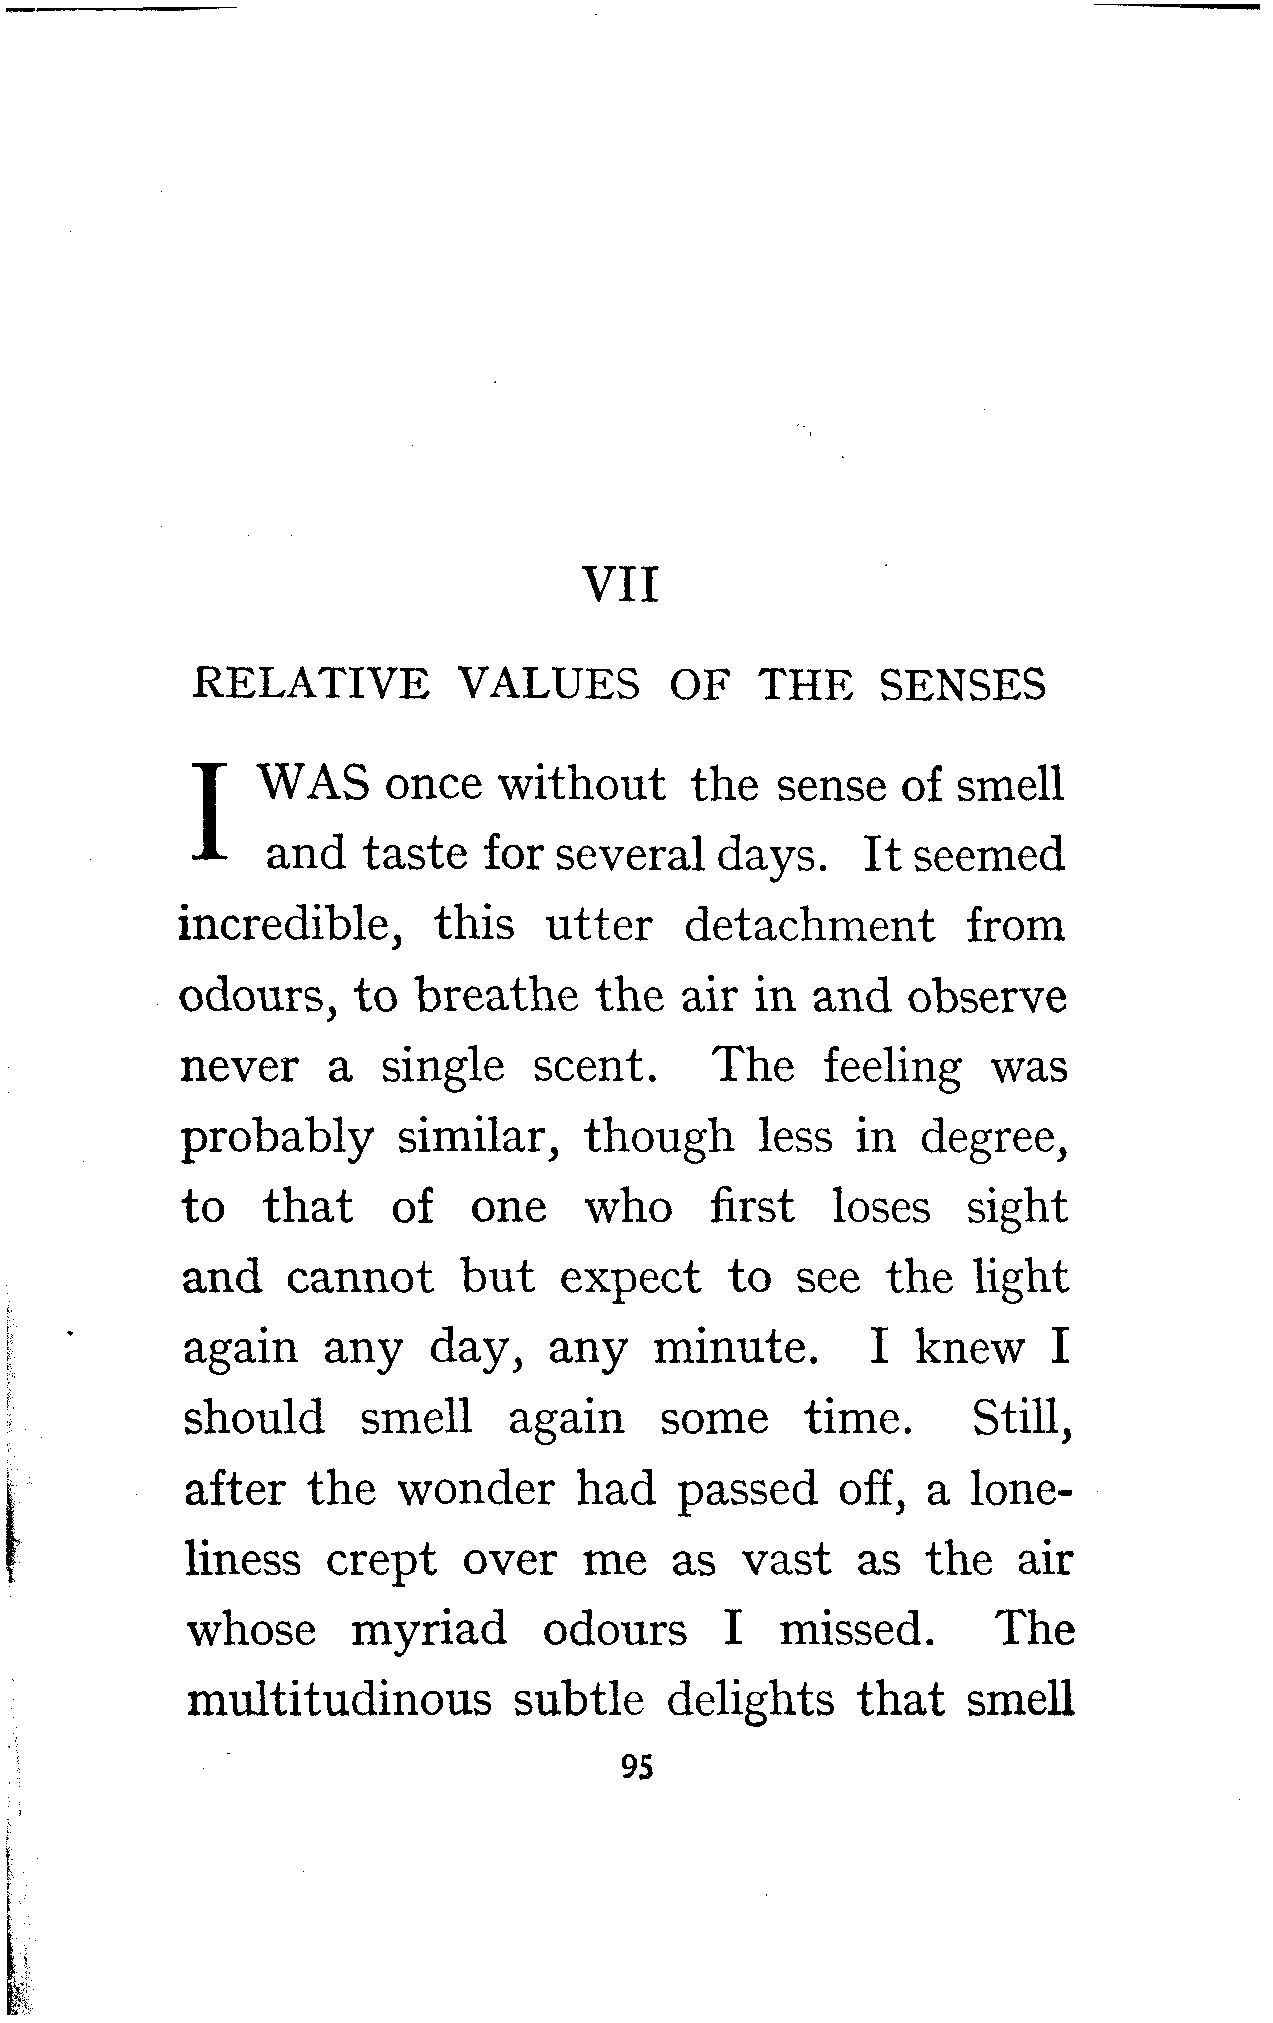 VII
RELATIVE VALUES OF THE SENSES
I WAS once without the sense of smell
and taste for several days. It seemed
incredible, this utter detachment from
odours, to breathe the air in and observe
never a single scent. The feeling was
probably similar, though less in degree,
to that of one who first loses sight
and cannot but expect to see the light
again any day, any minute. I knew I
should smell again some time. Still,
after the wonder had passed off, a lone-
liness crept over me as vast as the air
whose myriad odours I missed. The
multitudinous subtle delights that smell
95